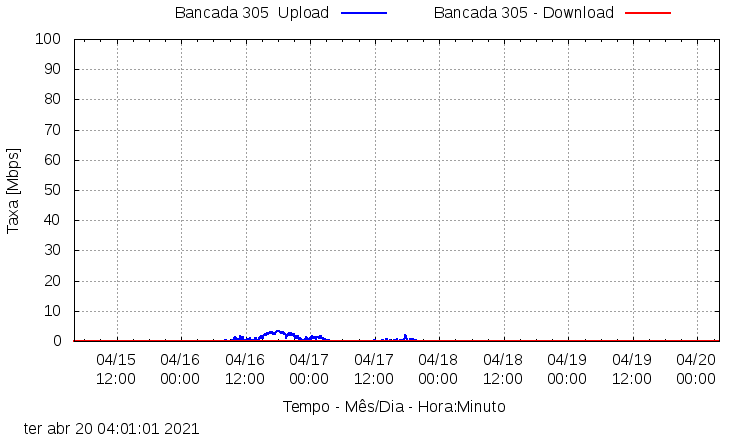 Bancada 305  Upload
Bancada 305 - Download
100
90
80
70
60
50
40
30
20
10
0
Taxa [Mbps]
04/15 04/16 04/16 04/17 04/17 04/18 04/18 04/19 04/19 04/20
12:00 00:00 12:00 00:00 12:00 00:00 12:00 00:00 12:00 00:00
Tempo - Mês/Dia - Hora:Minuto
ter abr 20 04:01:01 2021